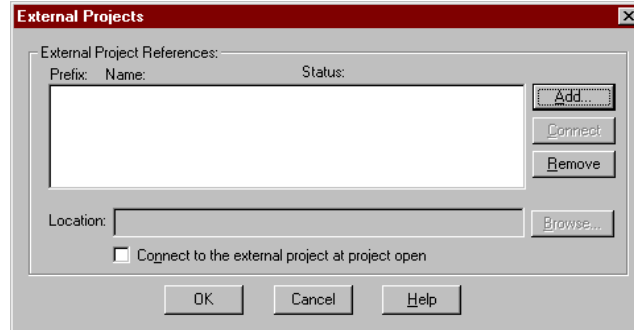 External Projects
External Project References:
Prefix: Name: Status:
Add...
Connect
Remove
Location: Browse...
Connect to the external project at project open
OK Cancel Help